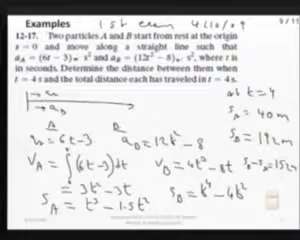 Examples 1st exam 4/10/09
12-17. Two particles A and B start from rest at the origin
s = 0 and move along a straight line such that
a_A = (6t − 3) s² and a_B = (12t² − 8) s², where t is
in seconds. Determine the distance between them when
t = 4 s and the total distance each has traveled in t = 4 s.
at t = 4
a_B
S_A = 40 m
A B
a_A = 6t − 3 a_B = 12t² − 8
S_B = 192 m
V_A = ∫(6t−3)dt V_B = 4t³ − 8t S_B−S_A = 152 m
= 3t² − 3t
S_A = t³ − 1.5t² S_B = t⁴ − 4t²